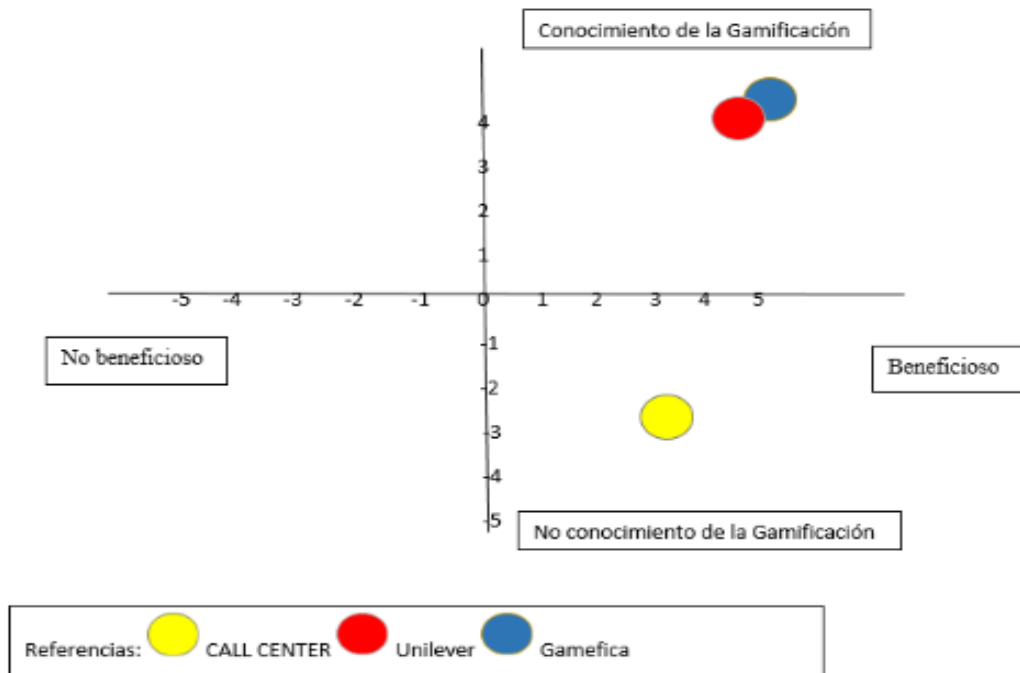 Conocimiento de la Gamificación
4
3
2
1
-5 -4 -3 -2 -1 0 1 2 3 4 5
-1
No beneficioso
Beneficioso
-2
-3
-4
-5
No conocimiento de la Gamificación
Referencias: CALL CENTER Unilever Gamefica